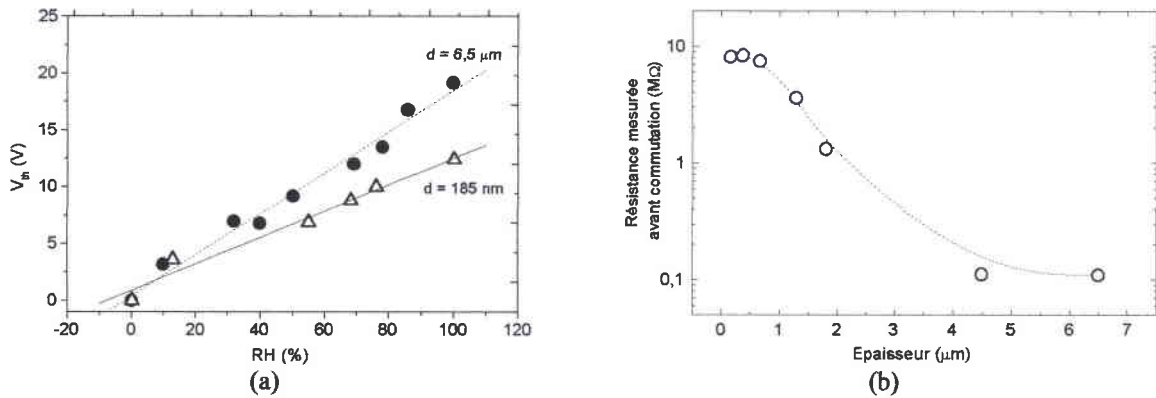 25
20
15
10
5
0
V_th (V)
d = 6,5 μm
d = 185 nm
-20 0 20 40 60 80 100 120
RH (%)
(a)
10
1
0,1
Résistance mesurée
avant commutation (MΩ)
0 1 2 3 4 5 6 7
Epaisseur (μm)
(b)